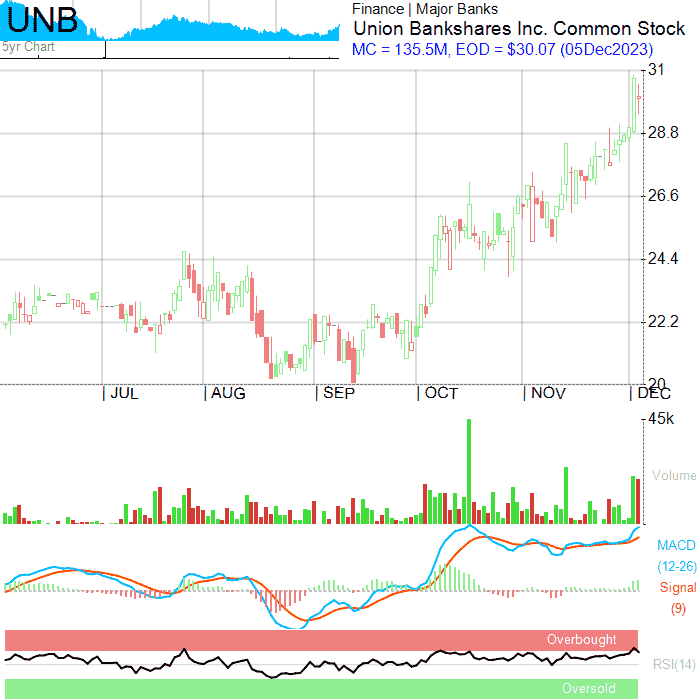 UNB
5yr Chart
Finance | Major Banks
Union Bankshares Inc. Common Stock
MC = 135.5M, EOD = $30.07 (05Dec2023)
31
28.8
26.6
24.4
22.2
20
JUL
AUG
SEP
OCT
NOV
DEC
45k
Volume
MACD
(12-26)
Signal
(9)
Overbought
RSI(14)
Oversold